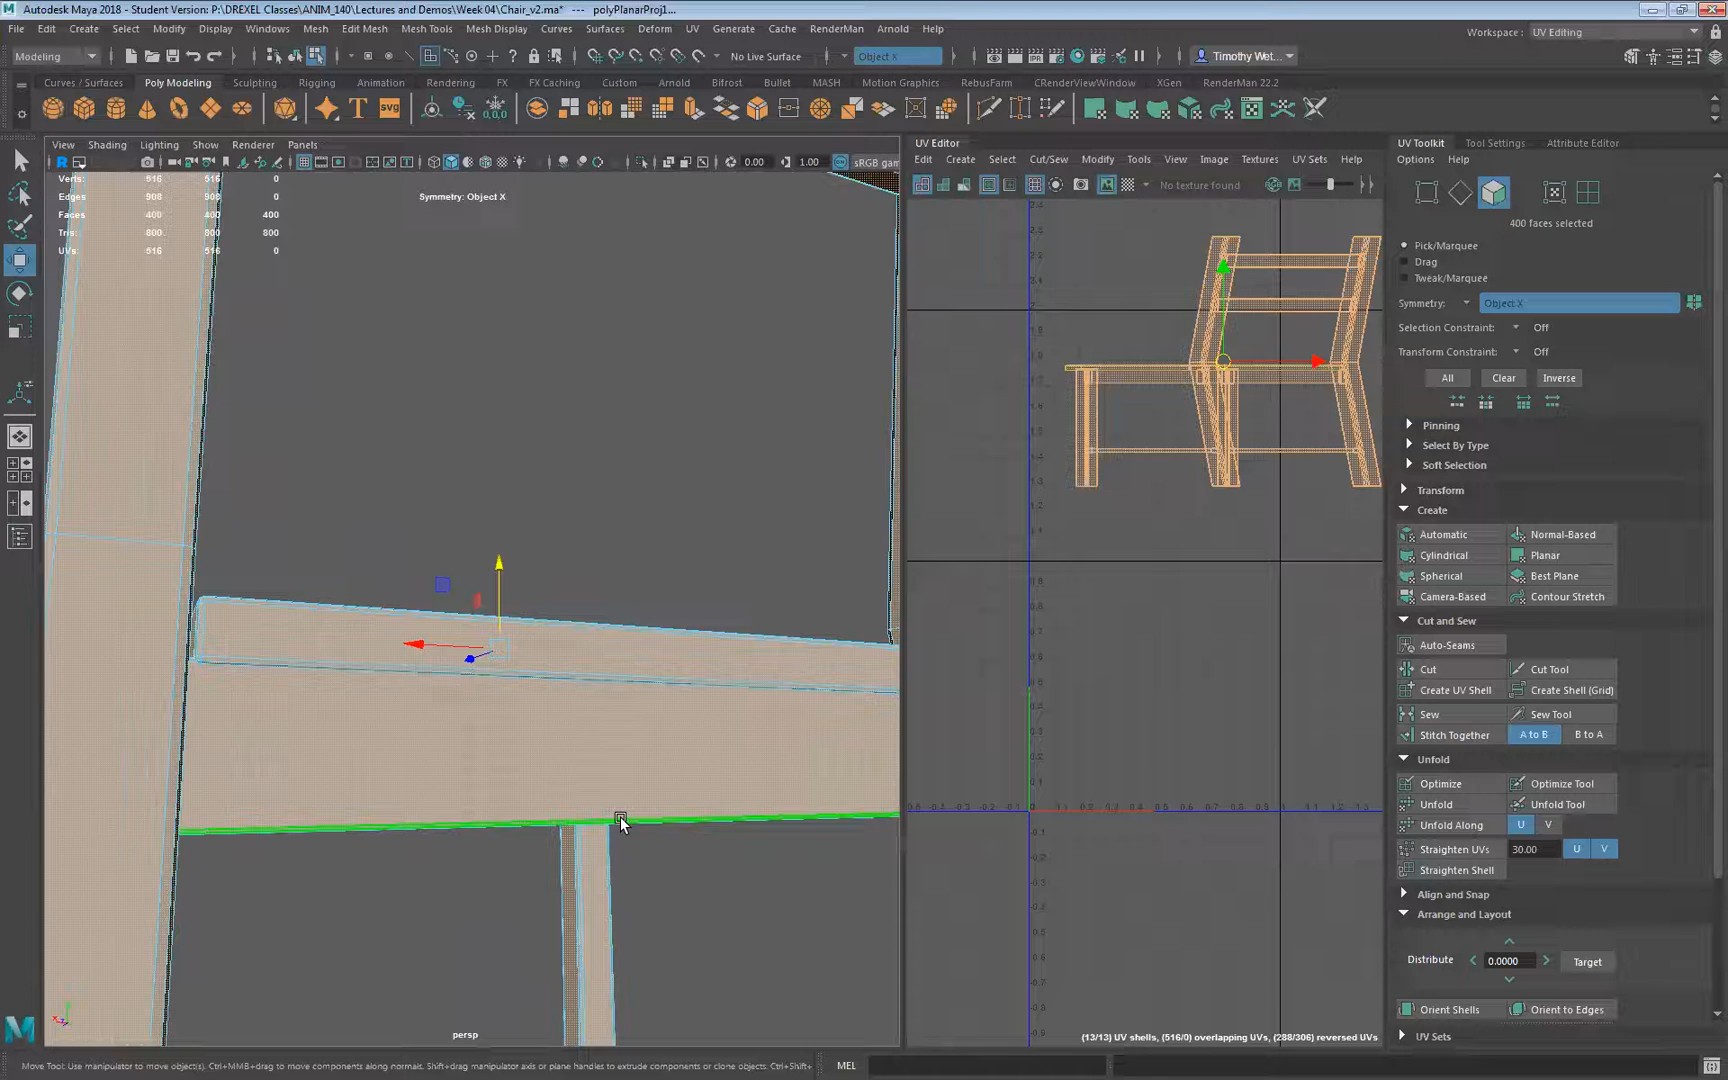 Autodesk Maya 2018 - Student Version: P:\DREXEL Classes\ANIM_140\Lectures and Demos\Week 04\Chair_v2.ma* --- polyPlanarProj1...
File Edit Create Select Modify Display Windows Mesh Edit Mesh Mesh Tools Mesh Display Curves Surfaces Deform UV Generate Cache RenderMan Arnold Help
Workspace : UV Editing
Modeling No Live Surface Object X Timothy Wet...
Curves / Surfaces Poly Modeling Sculpting Rigging Animation Rendering FX FX Caching Custom Arnold Bifrost Bullet MASH Motion Graphics RebusFarm CRenderViewWindow XGen RenderMan 22.2
View Shading Lighting Show Renderer Panels
0.00 1.00 sRGB gam
Verts: 516 516 0
Edges: 908 908 0
Faces: 400 400 400
Tris: 800 800 800
UVs: 516 516 0
Symmetry: Object X
persp
UV Editor
Edit Create Select Cut/Sew Modify Tools View Image Textures UV Sets Help
No texture found
(13/13) UV shells, (516/0) overlapping UVs, (288/306) reversed UVs
UV Toolkit Tool Settings Attribute Editor
Options Help
400 faces selected
Pick/Marquee
Drag
Tweak/Marquee
Symmetry: Object X
Selection Constraint: Off
Transform Constraint: Off
All Clear Inverse
Pinning
Select By Type
Soft Selection
Transform
Create
Automatic Normal-Based
Cylindrical Planar
Spherical Best Plane
Camera-Based Contour Stretch
Cut and Sew
Auto-Seams
Cut Cut Tool
Create UV Shell Create Shell (Grid)
Sew Sew Tool
Stitch Together A to B B to A
Unfold
Optimize Optimize Tool
Unfold Unfold Tool
Unfold Along U V
Straighten UVs 30.00 U V
Straighten Shell
Align and Snap
Arrange and Layout
Distribute 0.0000 Target
Orient Shells Orient to Edges
UV Sets
Move Tool: Use manipulator to move object(s). Ctrl+MMB+drag to move components along normals. Shift+drag manipulator axis or plane handles to extrude components or clone objects. Ctrl+Shift+
MEL